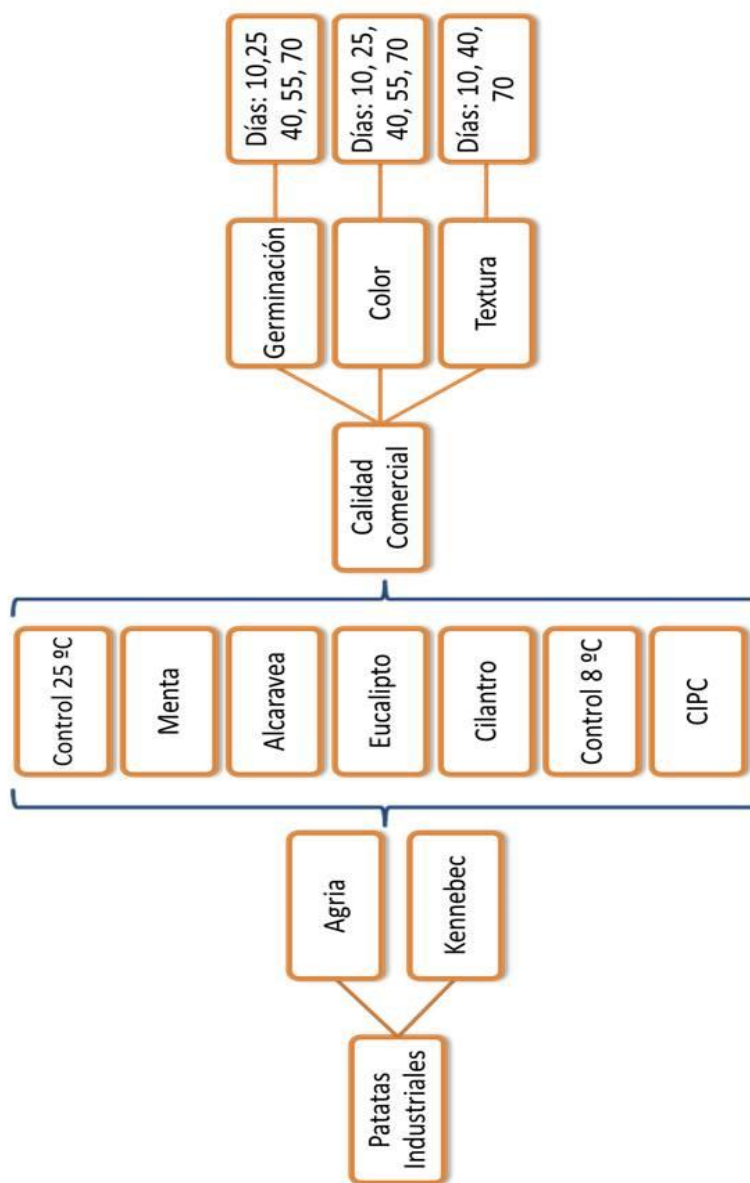 Patatas
Industriales
Agria
Kennebec
Control 25 ºC
Menta
Alcaravea
Eucalipto
Cilantro
Control 8 ºC
CIPC
Calidad
Comercial
Germinación
Color
Textura
Días: 10,25
40, 55, 70
Días: 10, 25,
40, 55, 70
Días: 10, 40,
70